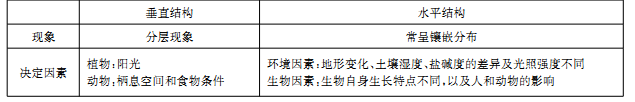 垂直结构 水平结构
现象 分层现象 常呈镶嵌分布
决定因素 植物:阳光 环境因素:地形变化、土壤湿度、盐碱度的差异及光照强度不同
动物:栖息空间和食物条件 生物因素:生物自身生长特点不同,以及人和动物的影响